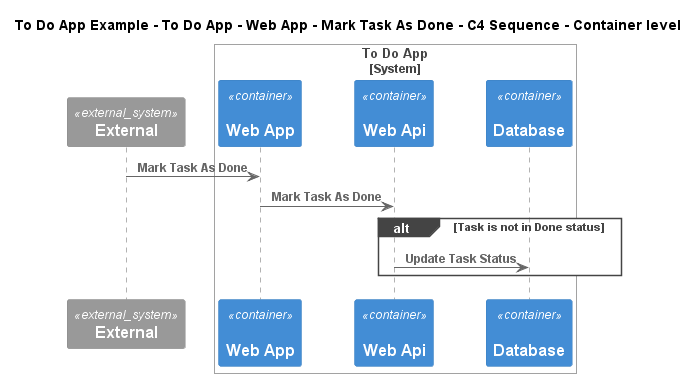 To Do App Example - To Do App - Web App - Mark Task As Done - C4 Sequence - Container level
To Do App
[System]
«external_system»
External
«container»
Web App
«container»
Web Api
«container»
Database
Mark Task As Done
Mark Task As Done
alt
[Task is not in Done status]
Update Task Status
«external_system»
External
«container»
Web App
«container»
Web Api
«container»
Database